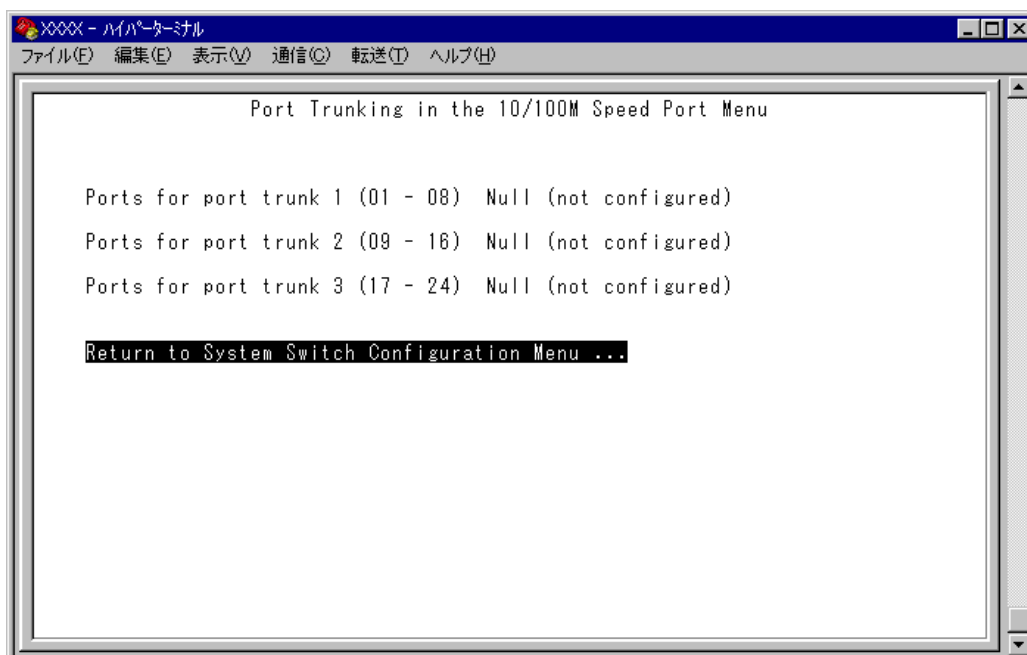 XXXX - ﾊｲﾊﾟｰﾀｰﾐﾅﾙ
ファイル(F) 編集(E) 表示(V) 通信(C) 転送(T) ヘルプ(H)
Port Trunking in the 10/100M Speed Port Menu
Ports for port trunk 1 (01 - 08) Null (not configured)
Ports for port trunk 2 (09 - 16) Null (not configured)
Ports for port trunk 3 (17 - 24) Null (not configured)
Return to System Switch Configuration Menu ...